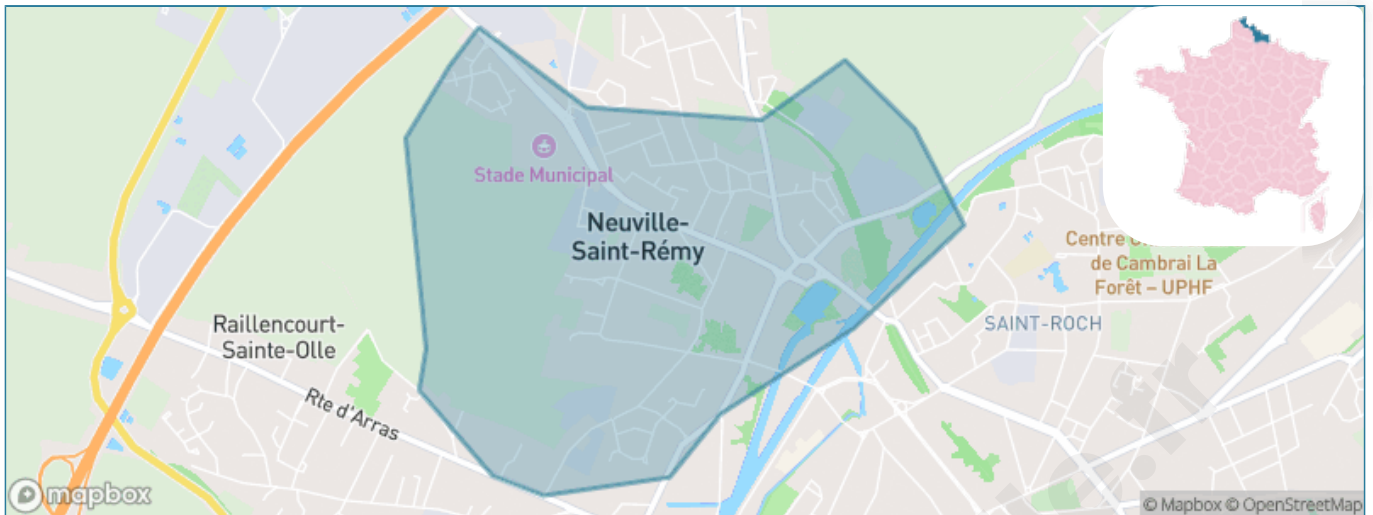 Stade Municipal
Neuville-
Saint-Rémy
Centre
de Cambrai La
Forêt – UPHF
SAINT-ROCH
Raillencourt-
Sainte-Olle
Rte d'Arras
mapbox
© Mapbox © OpenStreetMap